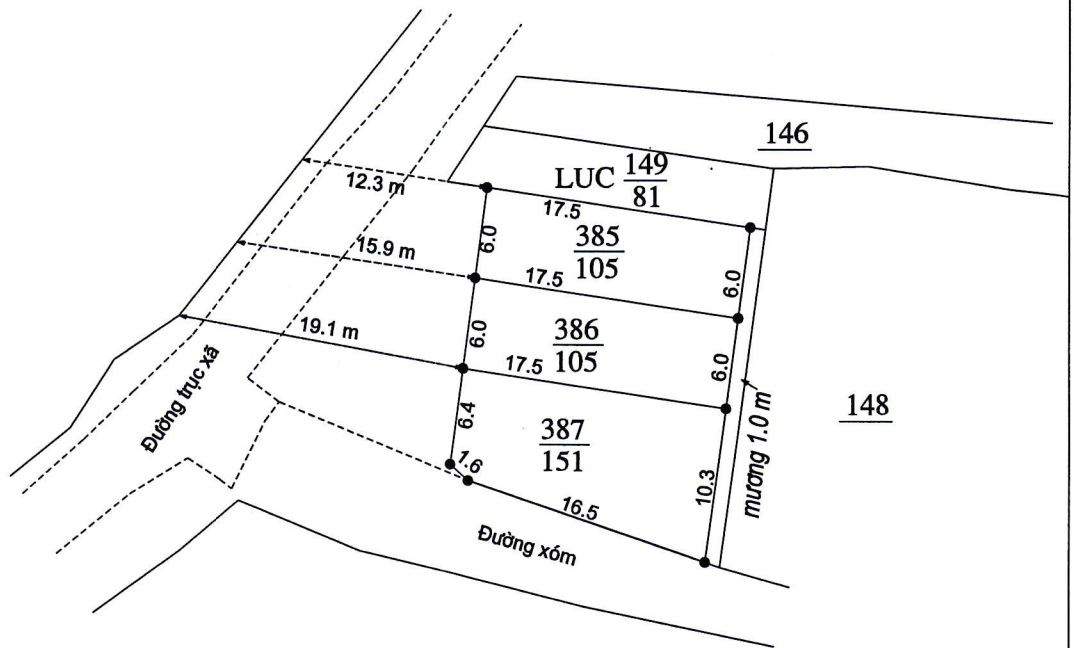 146
LUC 149
81
12.3 m
17.5
385
105
6.0
6.0
15.9 m
17.5
386
105
6.0
6.0
19.1 m
17.5
387
151
6.4
1.6
10.3
16.5
148
mương 1.0 m
Đường trục xã
Đường xóm